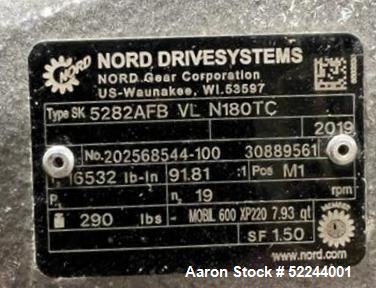 NORD
NORD DRIVESYSTEMS
NORD Gear Corporation
US-Waunakee, WI.53597
Type SK 5282AFB VL N180TC
2019
No. 202568544-100 30889561
16532 lb-in 91.81 :1 Pos M1
P₁ n₂ 19 rpm
290 lbs - MOBIL 600 XP220 7.93 qt
SF 1.50
www.nord.com
Aaron Stock # 52244001